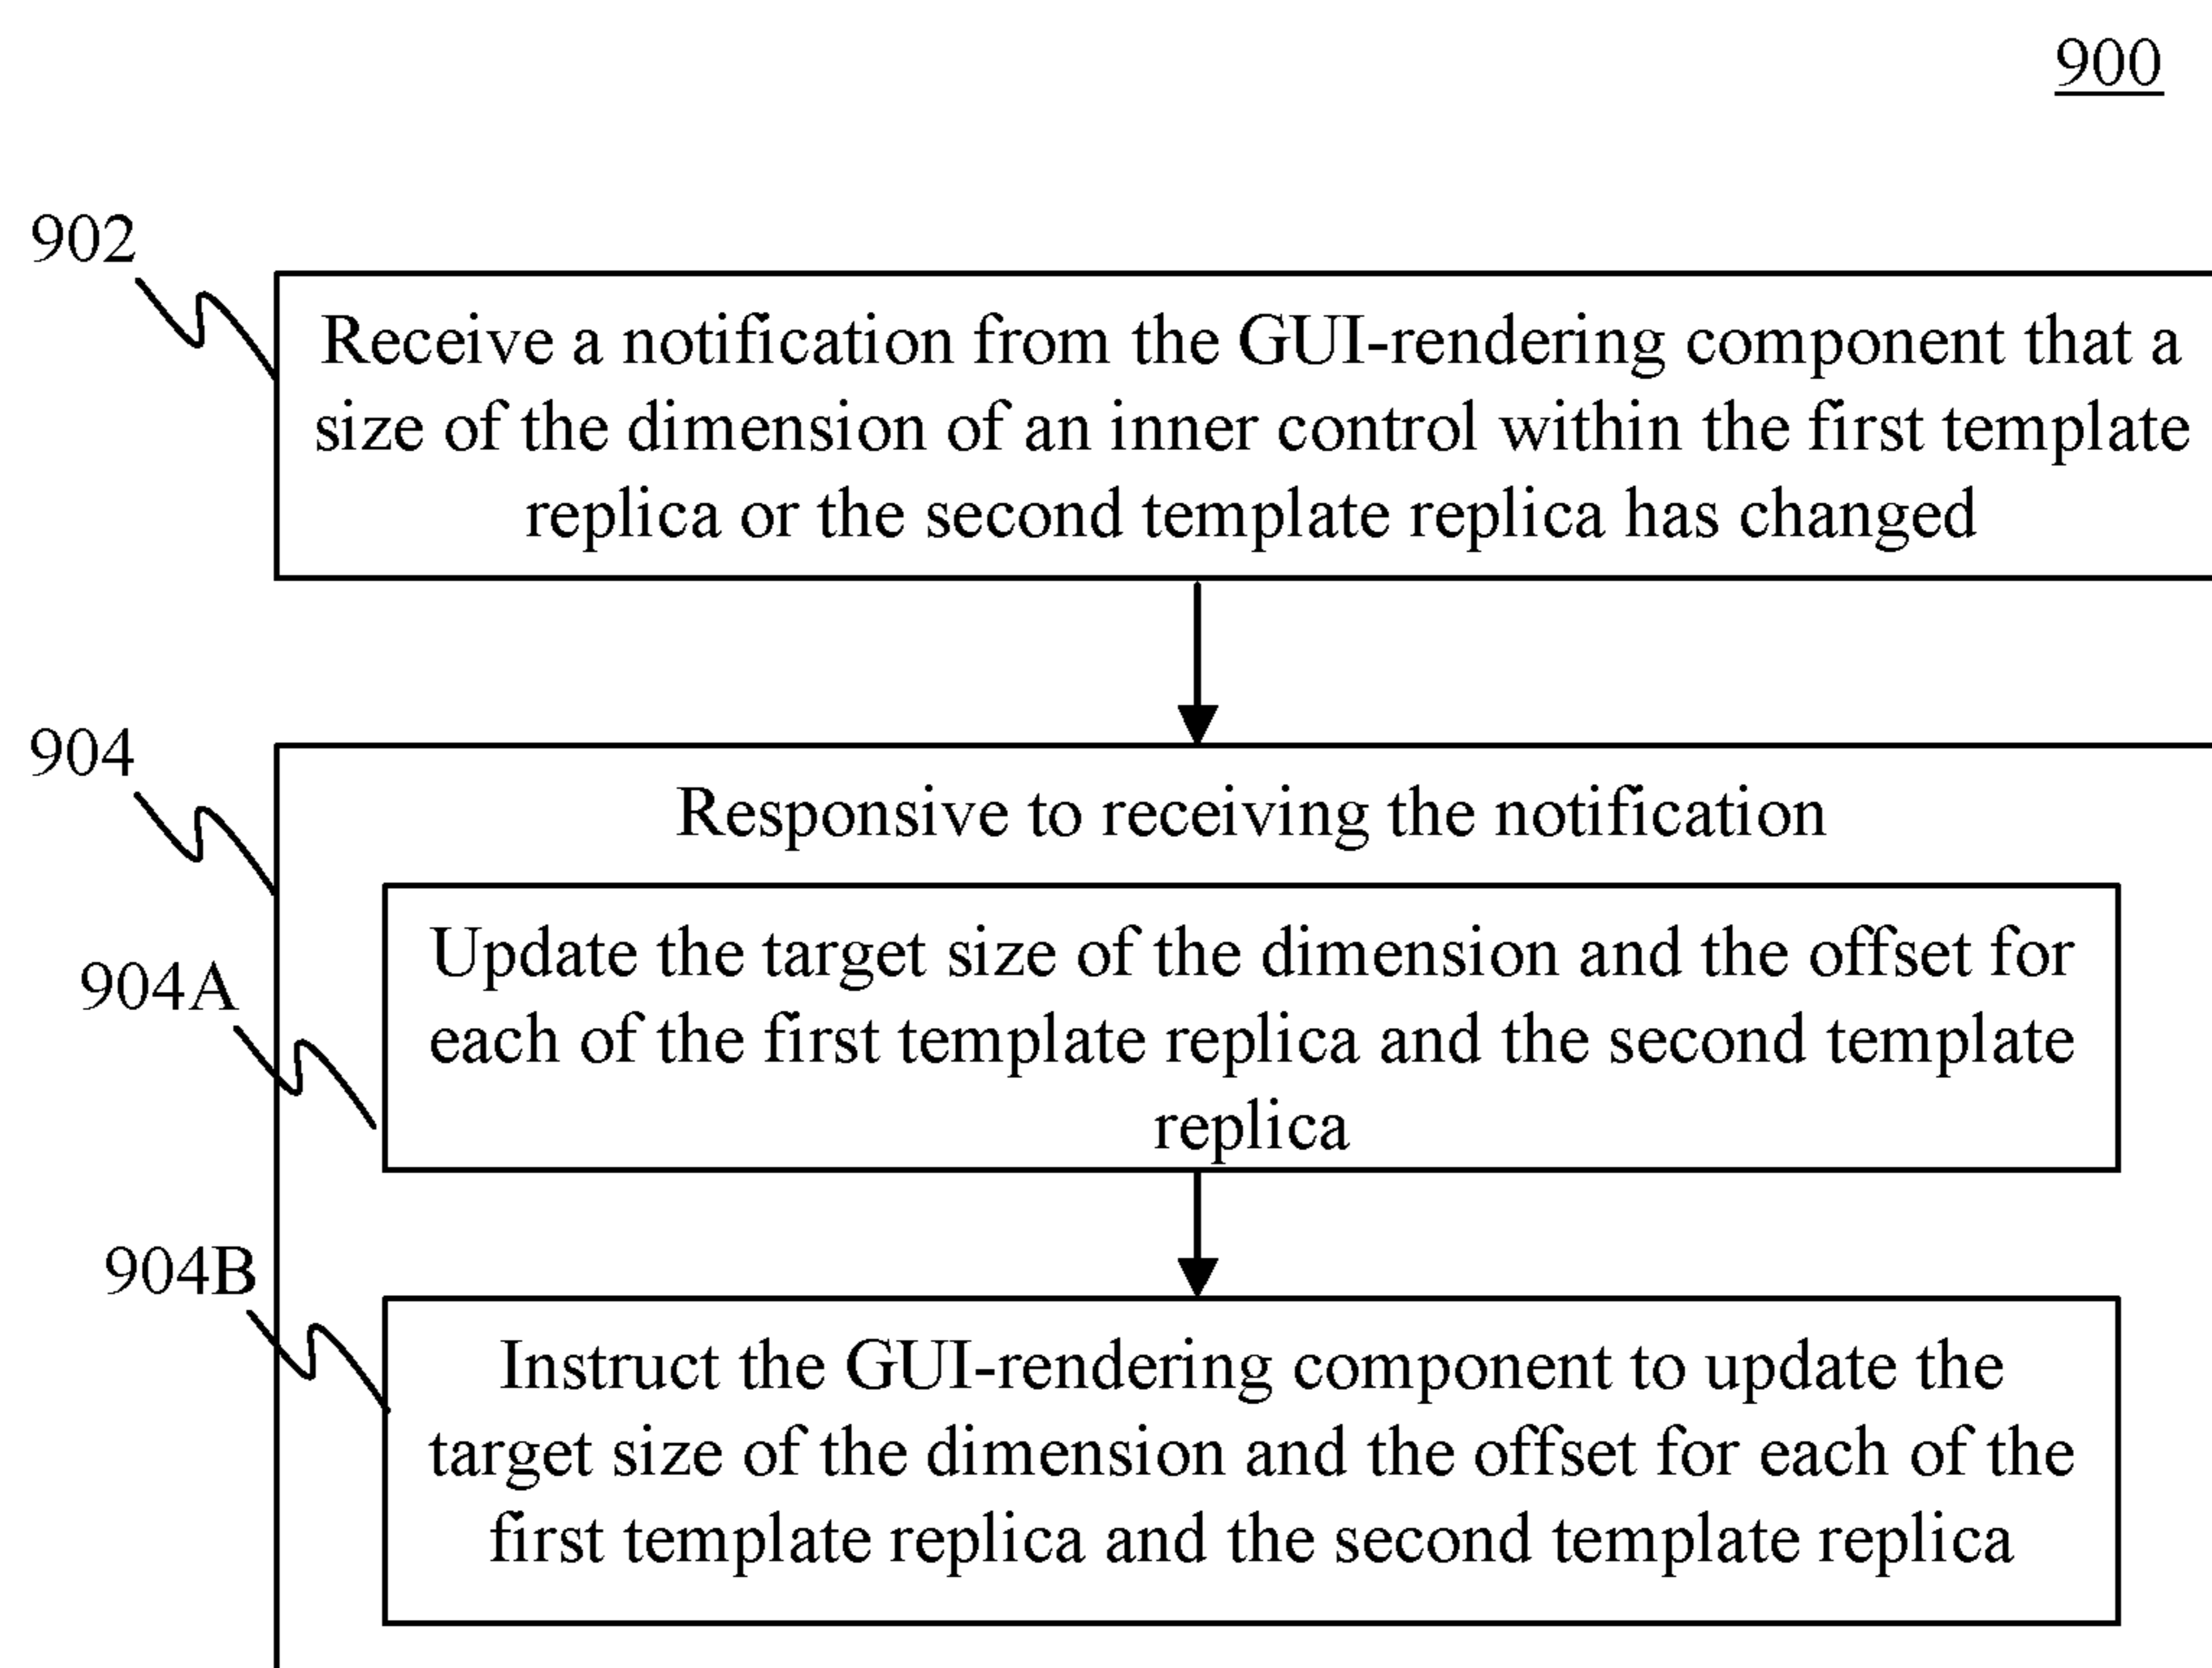 900
902
Receive a notification from the GUI-rendering component that a
size of the dimension of an inner control within the first template
replica or the second template replica has changed
904
Responsive to receiving the notification
904A
Update the target size of the dimension and the offset for
each of the first template replica and the second template
replica
904B
Instruct the GUI-rendering component to update the
target size of the dimension and the offset for each of the
first template replica and the second template replica